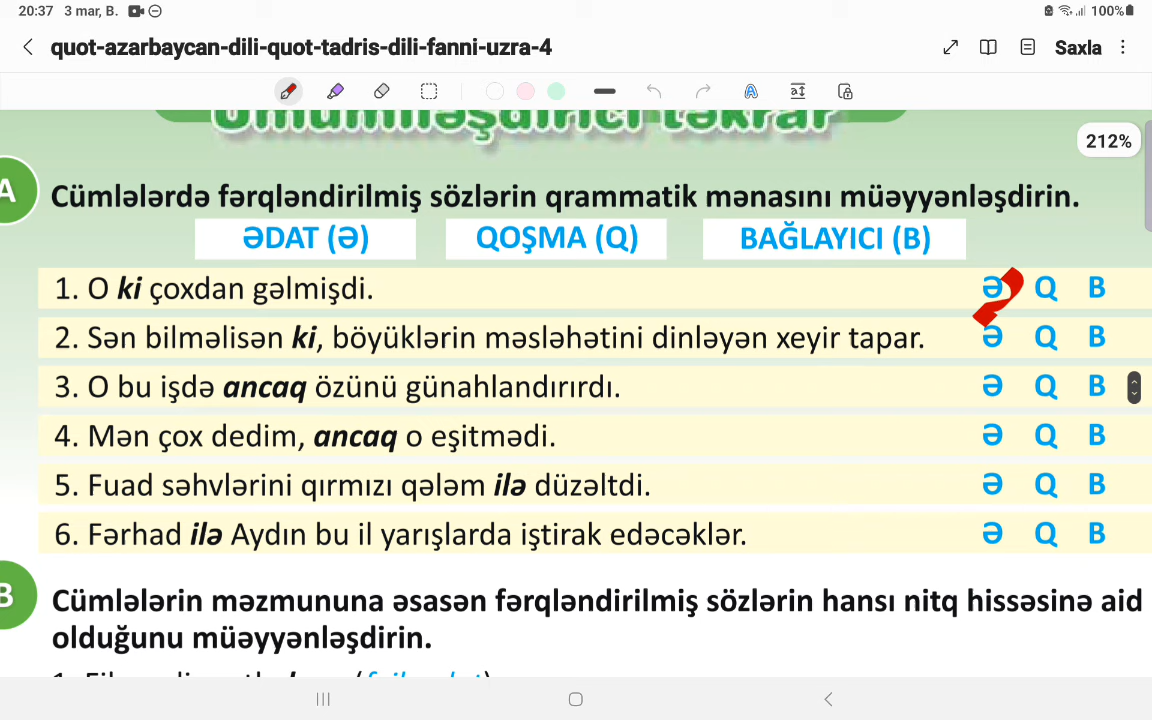 20:37 3 mar, B. 100%
quot-azarbaycan-dili-quot-tadris-dili-fanni-uzra-4 Saxla
Ümumiləşdirici təkrar
212%
A Cümlələrdə fərqləndirilmiş sözlərin qrammatik mənasını müəyyənləşdirin.
ƏDAT (Ə) QOŞMA (Q) BAĞLAYICI (B)
1. O ki çoxdan gəlmişdi. Ə Q B
2. Sən bilməlisən ki, böyüklərin məsləhətini dinləyən xeyir tapar. Ə Q B
3. O bu işdə ancaq özünü günahlandırırdı. Ə Q B
4. Mən çox dedim, ancaq o eşitmədi. Ə Q B
5. Fuad səhvlərini qırmızı qələm ilə düzəltdi. Ə Q B
6. Fərhad ilə Aydın bu il yarışlarda iştirak edəcəklər. Ə Q B
B Cümlələrin məzmununa əsasən fərqləndirilmiş sözlərin hansı nitq hissəsinə aid
olduğunu müəyyənləşdirin.